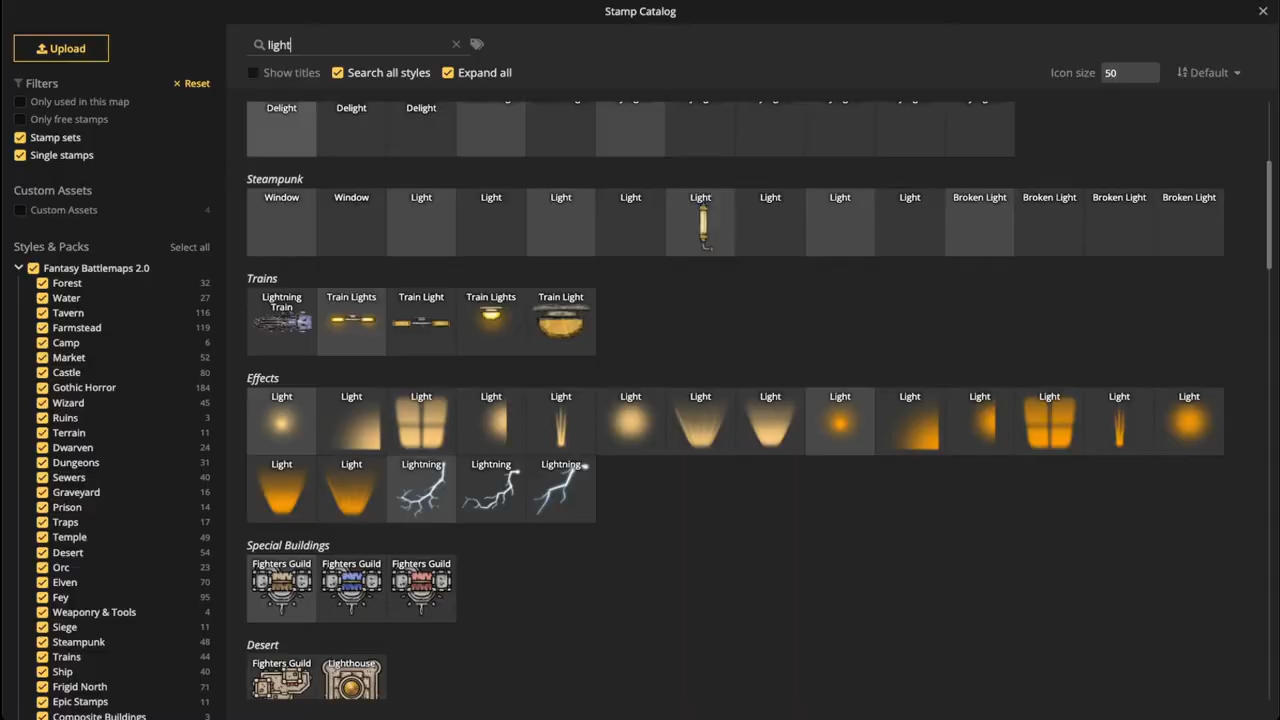 Stamp Catalog
Upload
Filters
Reset
Only used in this map
Only free stamps
Stamp sets
Single stamps
Custom Assets
Custom Assets 4
Styles & Packs Select all
Fantasy Battlemaps 2.0
Forest 32
Water 27
Tavern 116
Farmstead 119
Camp 6
Market 52
Castle 80
Gothic Horror 184
Wizard 45
Ruins 3
Terrain 11
Dwarven 24
Dungeons 31
Sewers 40
Graveyard 16
Prison 14
Traps 17
Temple 49
Desert 54
Orc 23
Elven 70
Fey 95
Weaponry & Tools 4
Siege 11
Steampunk 48
Trains 44
Ship 40
Frigid North 71
Epic Stamps 11
Composite Buildings 3
light
Show titles Search all styles Expand all Icon size 50 Default
Delight Delight Delight
Steampunk
Window Window Light Light Light Light Light Light Light Light Broken Light Broken Light Broken Light Broken Light
Trains
Lightning Train Lights Train Light Train Lights Train Light
Train
Effects
Light Light Light Light Light Light Light Light Light Light Light Light Light Light
Light Light Lightning Lightning Lightning
Special Buildings
Fighters Guild Fighters Guild Fighters Guild
Desert
Fighters Guild Lighthouse